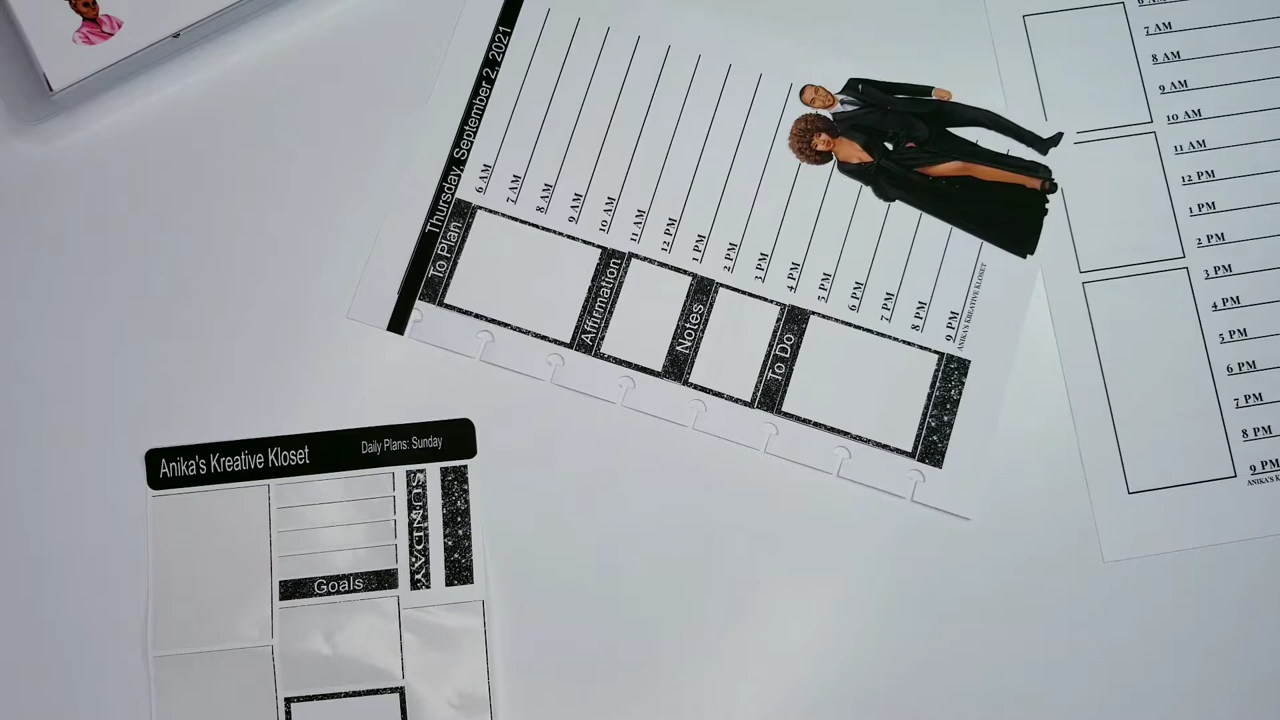 Thursday, September 2, 2021
6 AM
7 AM
8 AM
9 AM
10 AM
11 AM
12 PM
1 PM
2 PM
3 PM
4 PM
5 PM
6 PM
7 PM
8 PM
9 PM
ANIKA'S KREATIVE KLOSET
To Plan
Affirmation
Notes
To Do
7 AM
8 AM
9 AM
10 AM
11 AM
12 PM
1 PM
2 PM
3 PM
4 PM
5 PM
6 PM
7 PM
8 PM
9 PM
Anika's Kreative Kloset
Daily Plans: Sunday
SUNDAY
Goals